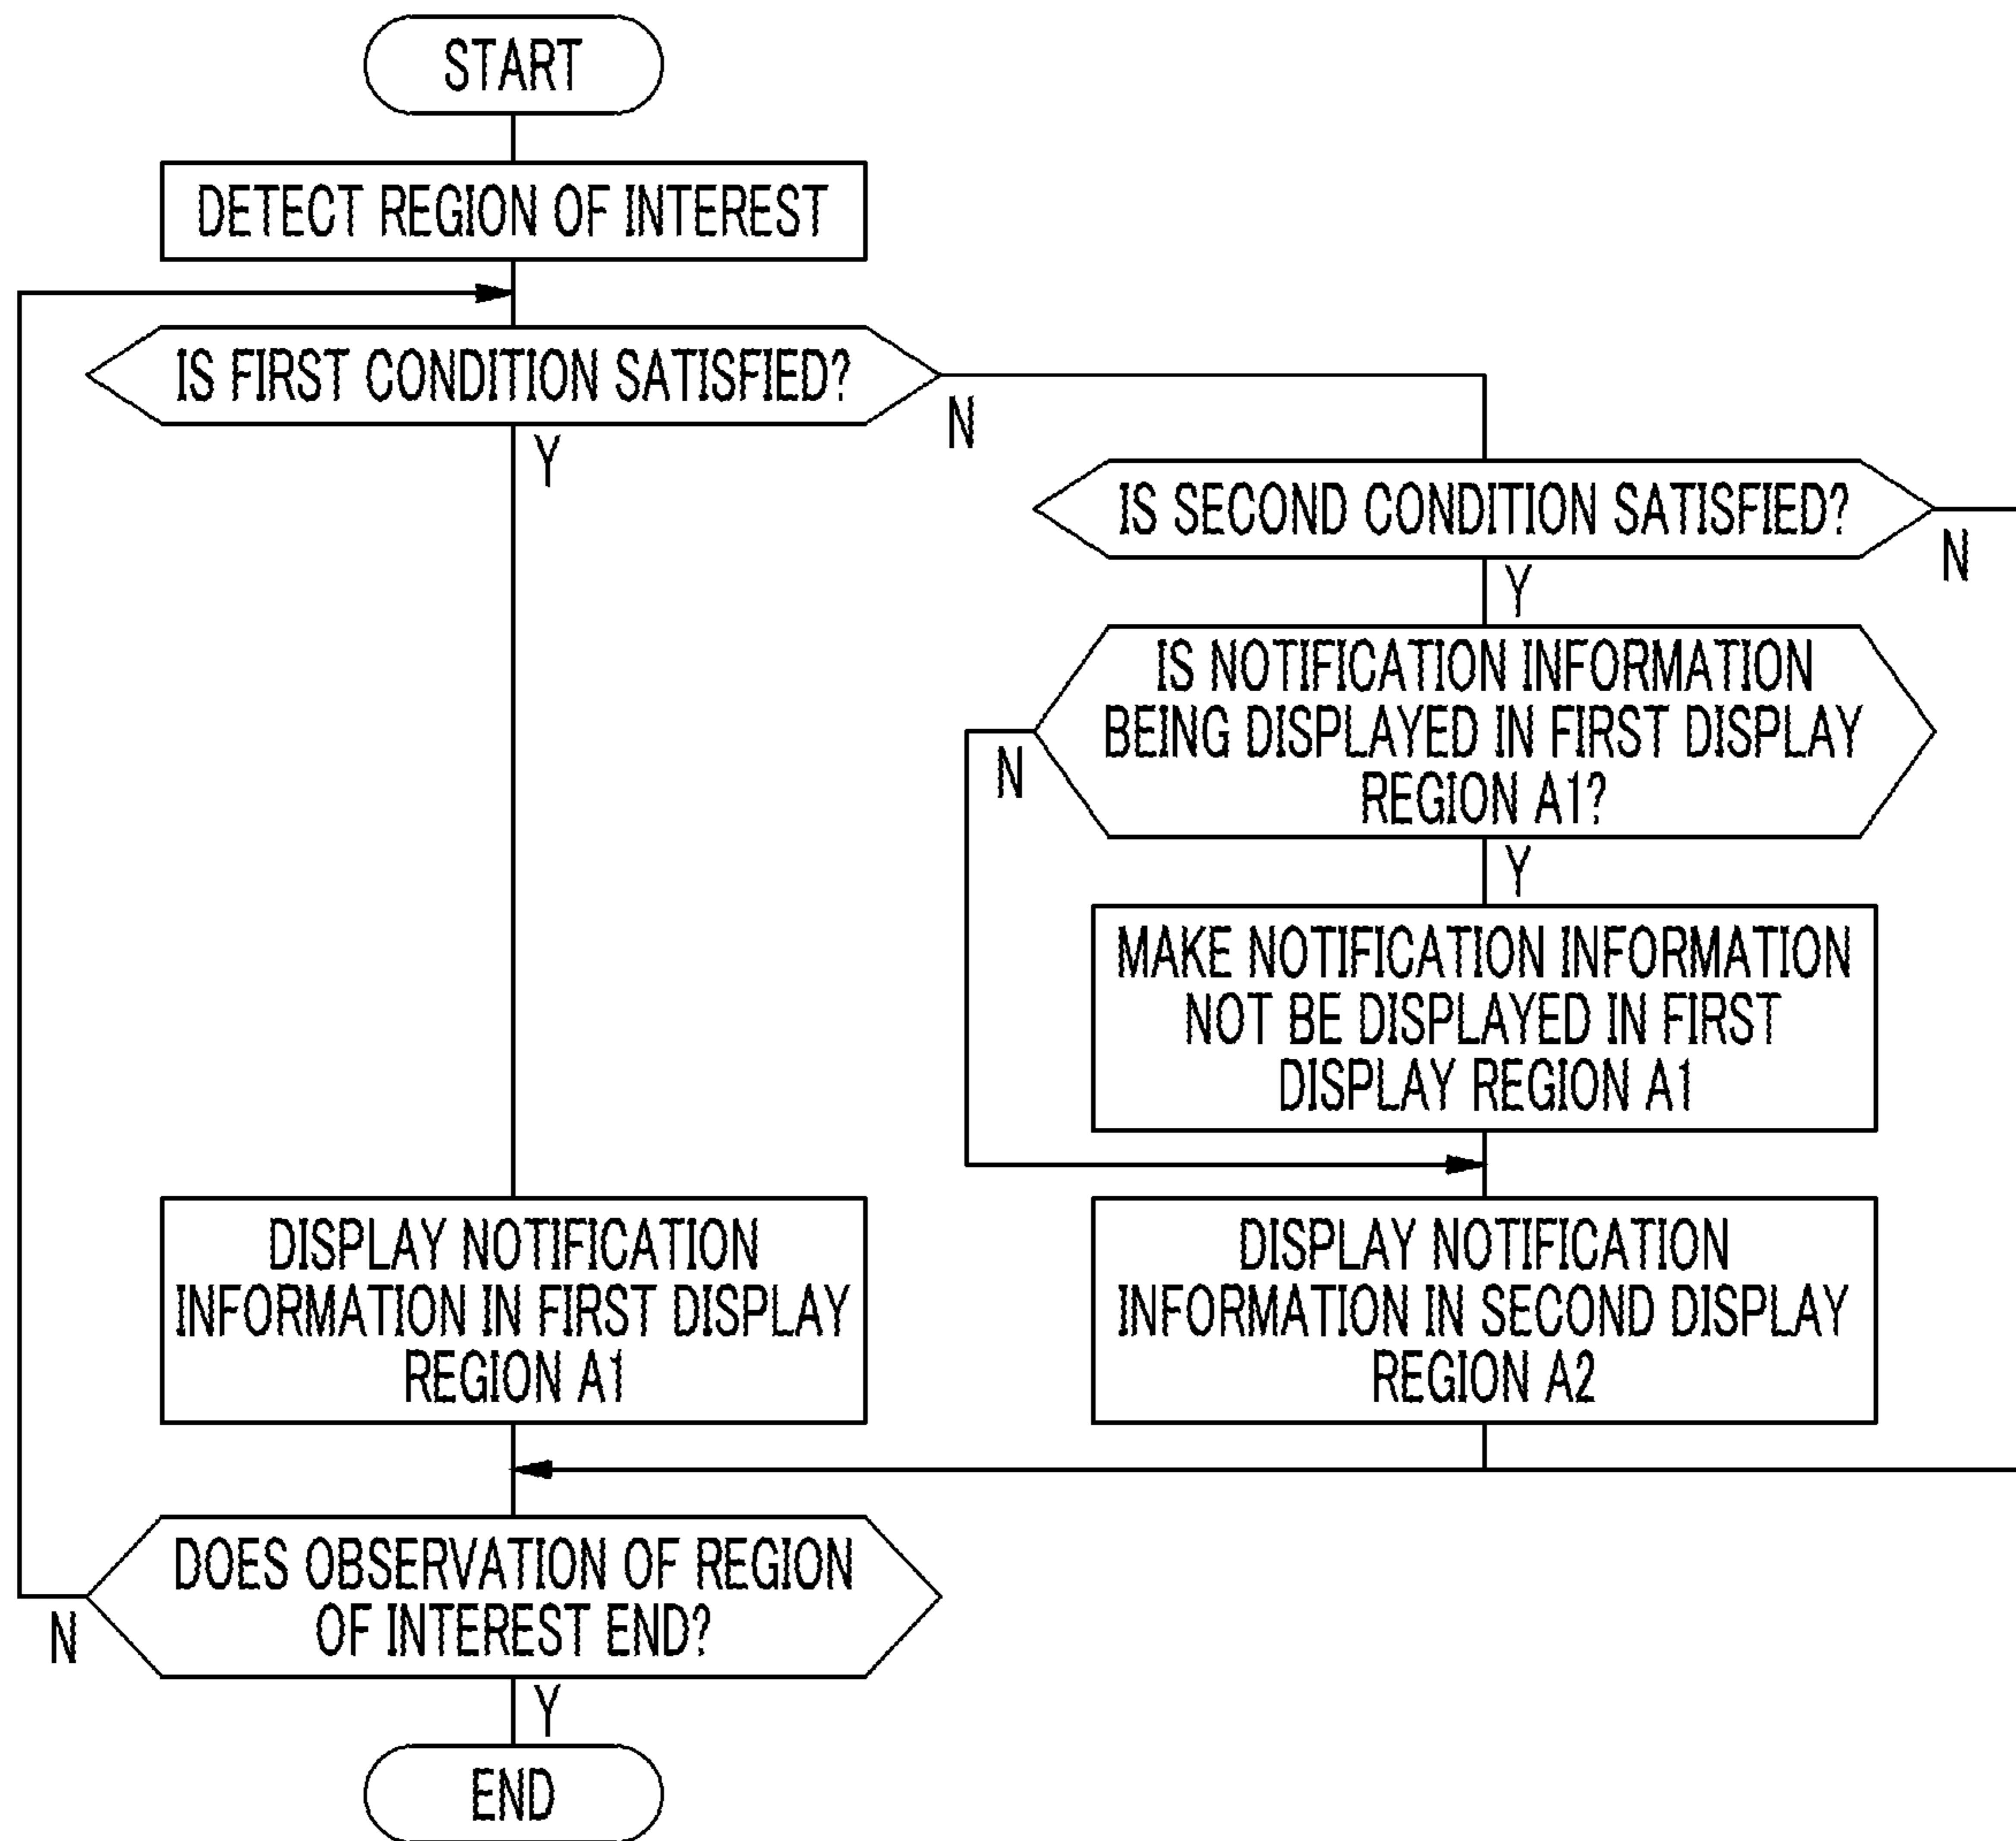 START
DETECT REGION OF INTEREST
IS FIRST CONDITION SATISFIED?
N
Y
IS SECOND CONDITION SATISFIED?
N
Y
IS NOTIFICATION INFORMATION
BEING DISPLAYED IN FIRST DISPLAY
REGION A1?
N
Y
MAKE NOTIFICATION INFORMATION
NOT BE DISPLAYED IN FIRST
DISPLAY REGION A1
DISPLAY NOTIFICATION
INFORMATION IN FIRST DISPLAY
REGION A1
DISPLAY NOTIFICATION
INFORMATION IN SECOND DISPLAY
REGION A2
DOES OBSERVATION OF REGION
OF INTEREST END?
N
Y
END